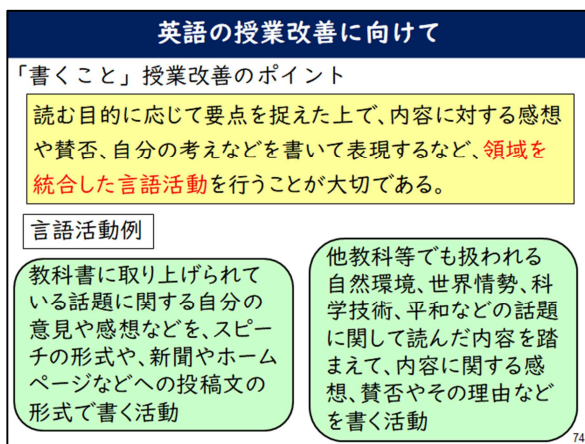 英語の授業改善に向けて
「書くこと」授業改善のポイント
読む目的に応じて要点を捉えた上で、内容に対する感想
や賛否、自分の考えなどを書いて表現するなど、領域を
統合した言語活動を行うことが大切である。
言語活動例
教科書に取り上げられて
いる話題に関する自分の
意見や感想などを、スピー
チの形式や、新聞やホーム
ページなどへの投稿文の
形式で書く活動
他教科等でも扱われる
自然環境、世界情勢、科
学技術、平和などの話題
に関して読んだ内容を踏
まえて、内容に関する感
想、賛否やその理由など
を書く活動
74